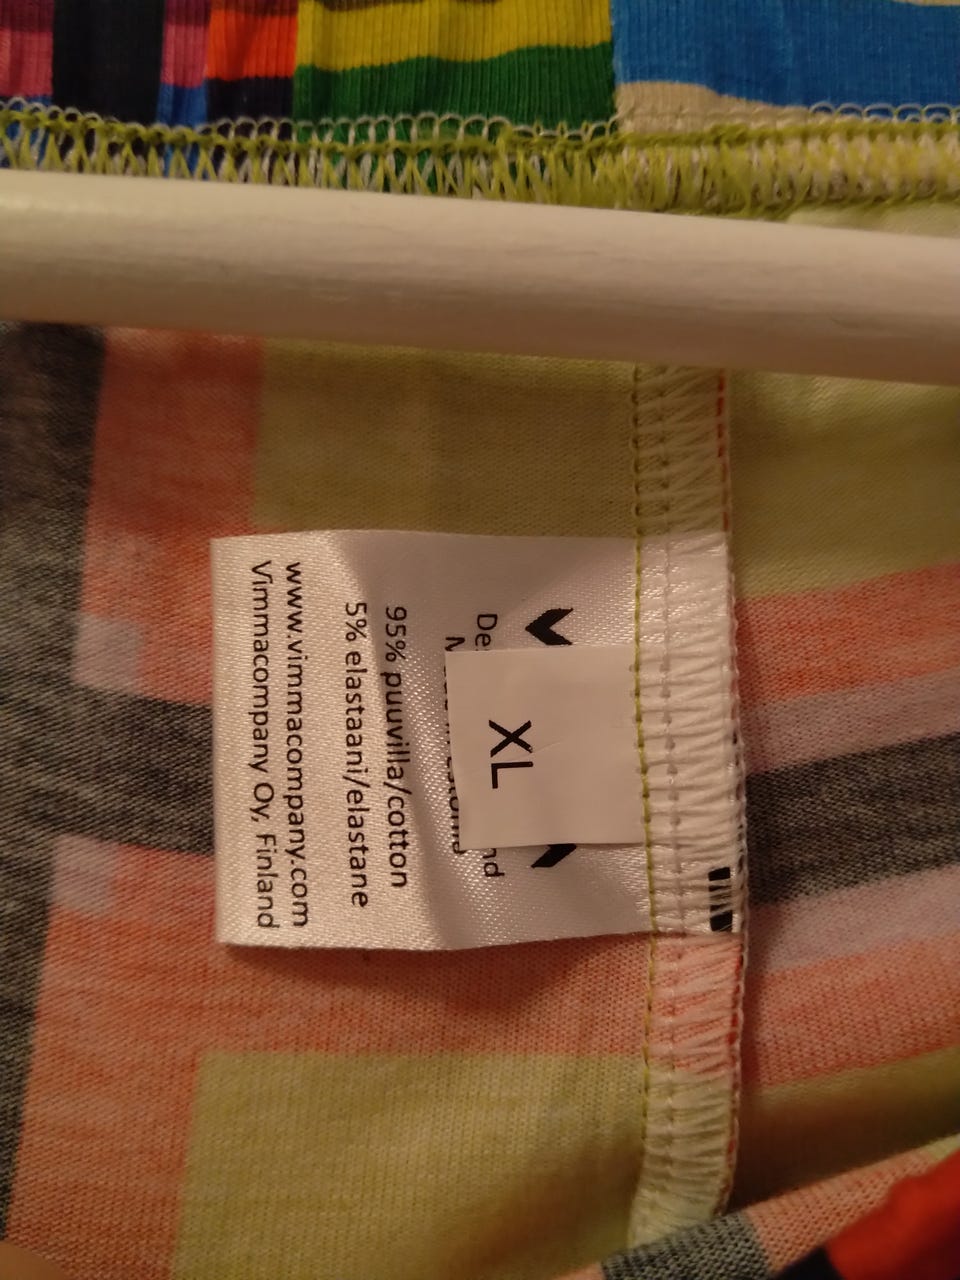 XL
95% puuvilla/cotton
5% elastaani/elastane
www.vimmacompany.com
Vimmacompany Oy, Finland